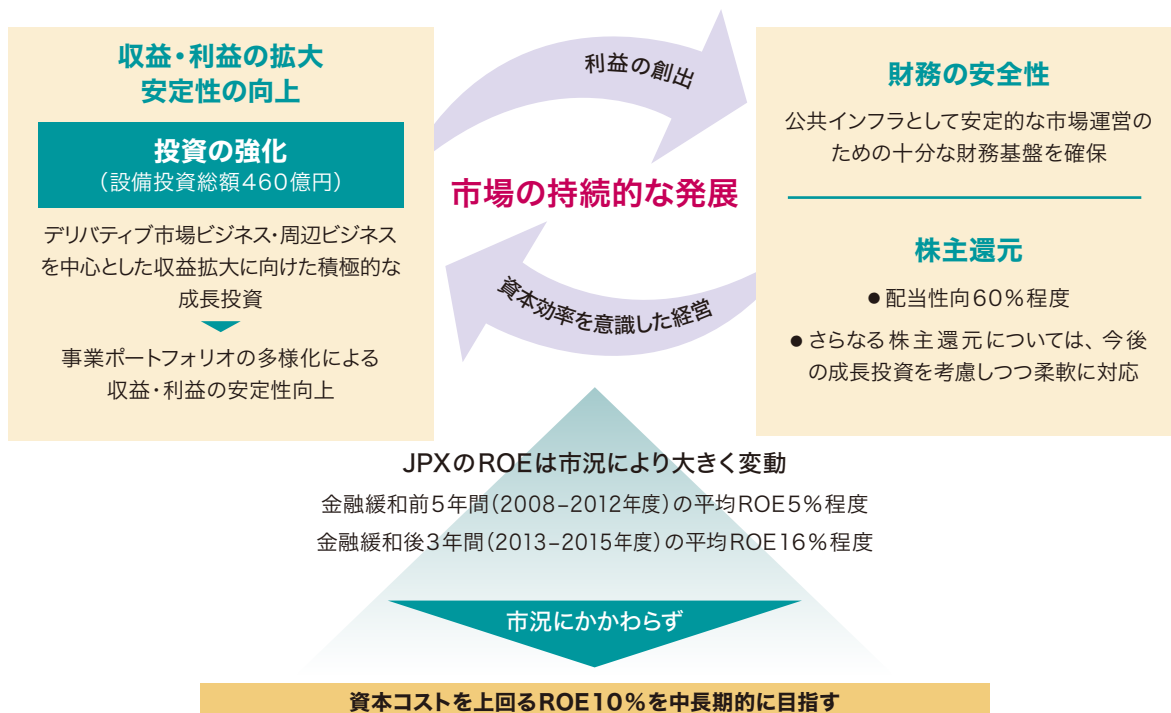 収益・利益の拡大
安定性の向上
投資の強化
（設備投資総額460億円）
デリバティブ市場ビジネス・周辺ビジネス
を中心とした収益拡大に向けた積極的な
成長投資
事業ポートフォリオの多様化による
収益・利益の安定性向上
利益の創出
市場の持続的な発展
資本効率を意識した経営
財務の安全性
公共インフラとして安定的な市場運営の
ための十分な財務基盤を確保
株主還元
●配当性向60％程度
●さらなる株主還元については、今後
の成長投資を考慮しつつ柔軟に対応
JPXのROEは市況により大きく変動
金融緩和前5年間（2008–2012年度）の平均ROE5％程度
金融緩和後3年間（2013–2015年度）の平均ROE16％程度
市況にかかわらず
資本コストを上回るROE10％を中長期的に目指す